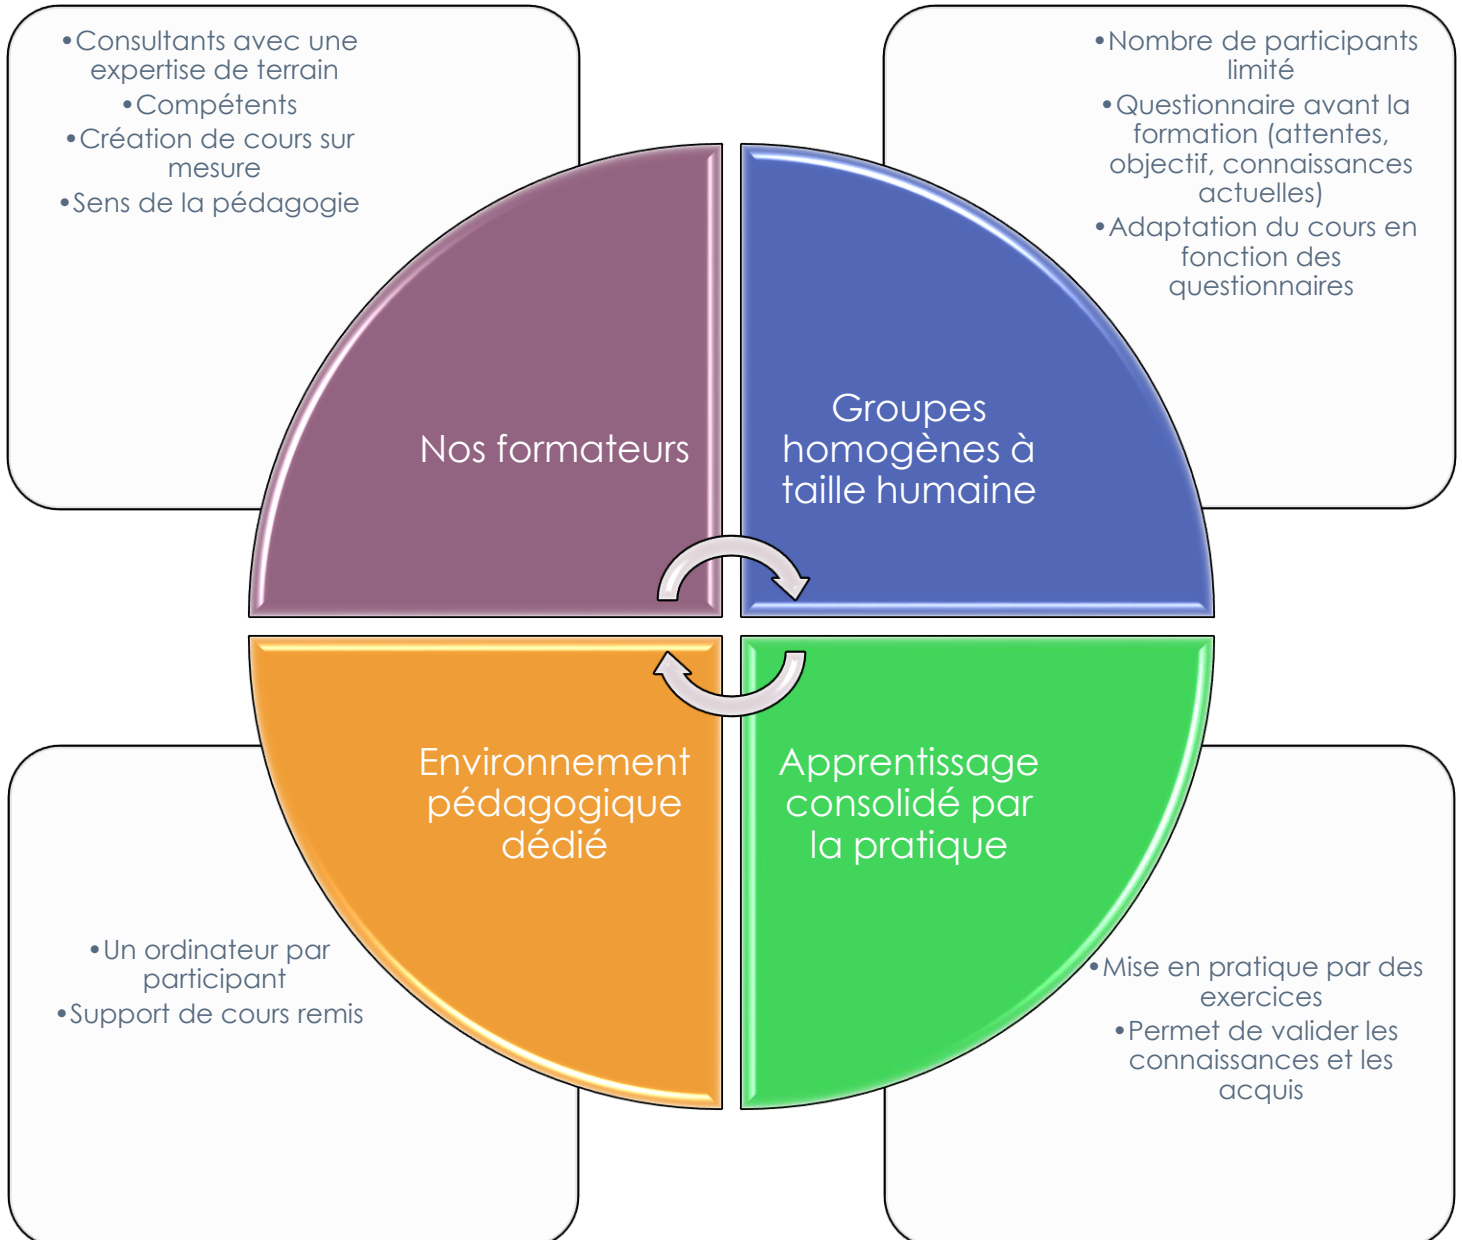 •Consultants avec une
expertise de terrain
•Compétents
•Création de cours sur
mesure
•Sens de la pédagogie
•Nombre de participants
limité
•Questionnaire avant la
formation (attentes,
objectif, connaissances
actuelles)
•Adaptation du cours en
fonction des
questionnaires
Nos formateurs
Groupes
homogènes à
taille humaine
Environnement
pédagogique
dédié
Apprentissage
consolidé par
la pratique
•Un ordinateur par
participant
•Support de cours remis
•Mise en pratique par des
exercices
•Permet de valider les
connaissances et les
acquis